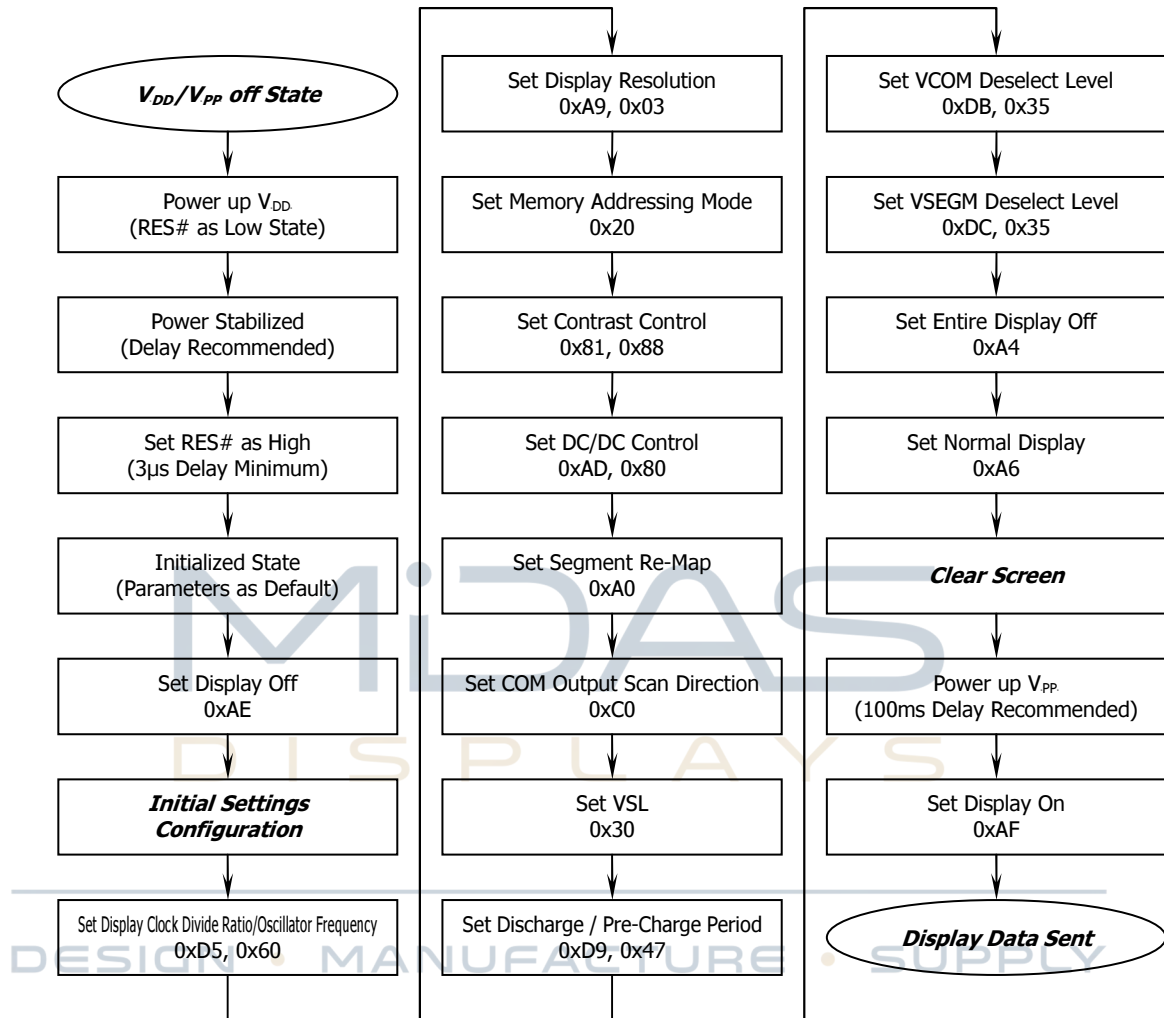 V.DD/V.PP off State
Power up VDD.
(RES# as Low State)
Power Stabilized
(Delay Recommended)
Set RES# as High
(3µs Delay Minimum)
Initialized State
(Parameters as Default)
Set Display Off
0xAE
Initial Settings
Configuration
Set Display Clock Divide Ratio/Oscillator Frequency
0xD5, 0x60
Set Display Resolution
0xA9, 0x03
Set Memory Addressing Mode
0x20
Set Contrast Control
0x81, 0x88
Set DC/DC Control
0xAD, 0x80
Set Segment Re-Map
0xA0
Set COM Output Scan Direction
0xC0
Set VSL
0x30
Set Discharge / Pre-Charge Period
0xD9, 0x47
Set VCOM Deselect Level
0xDB, 0x35
Set VSEGM Deselect Level
0xDC, 0x35
Set Entire Display Off
0xA4
Set Normal Display
0xA6
Clear Screen
Power up V.PP.
(100ms Delay Recommended)
Set Display On
0xAF
Display Data Sent
MiDAS
DISPLAYS
DESIGN • MANUFACTURE • SUPPLY